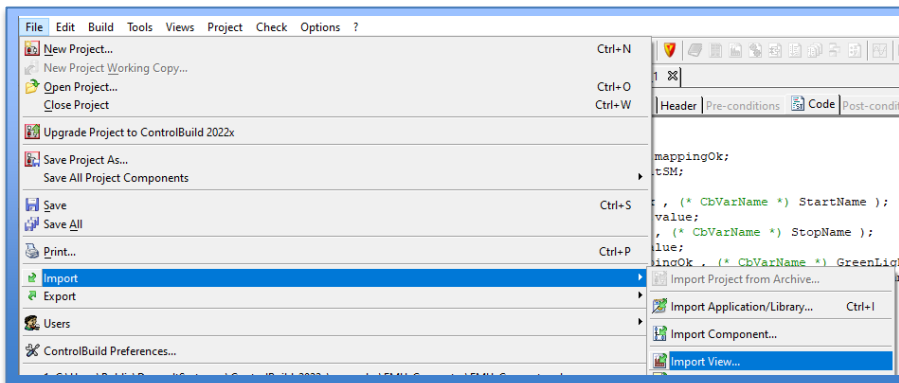 File Edit Build Tools Views Project Check Options ?
New Project... Ctrl+N
New Project Working Copy...
Open Project... Ctrl+O
Close Project Ctrl+W
Upgrade Project to ControlBuild 2022x
Save Project As...
Save All Project Components
Save Ctrl+S
Save All
Print... Ctrl+P
Import
Export
Users
ControlBuild Preferences...
1
Header Pre-conditions Code Post-condit
mappingOk;
tSM;
, (* CbVarName *) StartName );
value;
, (* CbVarName *) StopName );
lue;
pingOk , (* CbVarName *) GreenLigh
Import Project from Archive...
Import Application/Library... Ctrl+I
Import Component...
Import View...